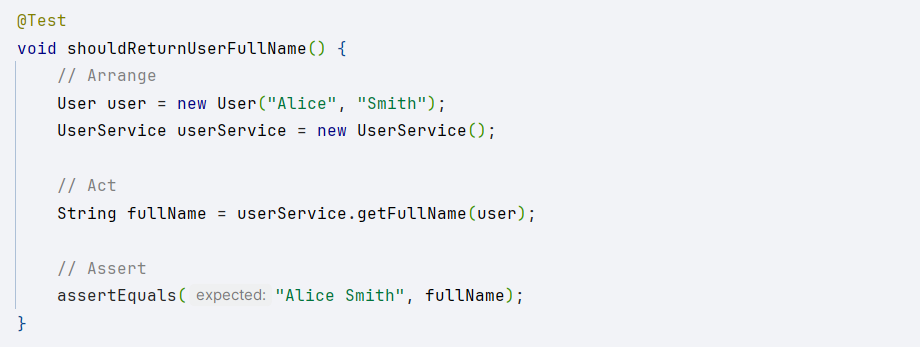 @Test
void shouldReturnUserFullName() {
// Arrange
User user = new User("Alice", "Smith");
UserService userService = new UserService();
// Act
String fullName = userService.getFullName(user);
// Assert
assertEquals( expected: "Alice Smith", fullName);
}